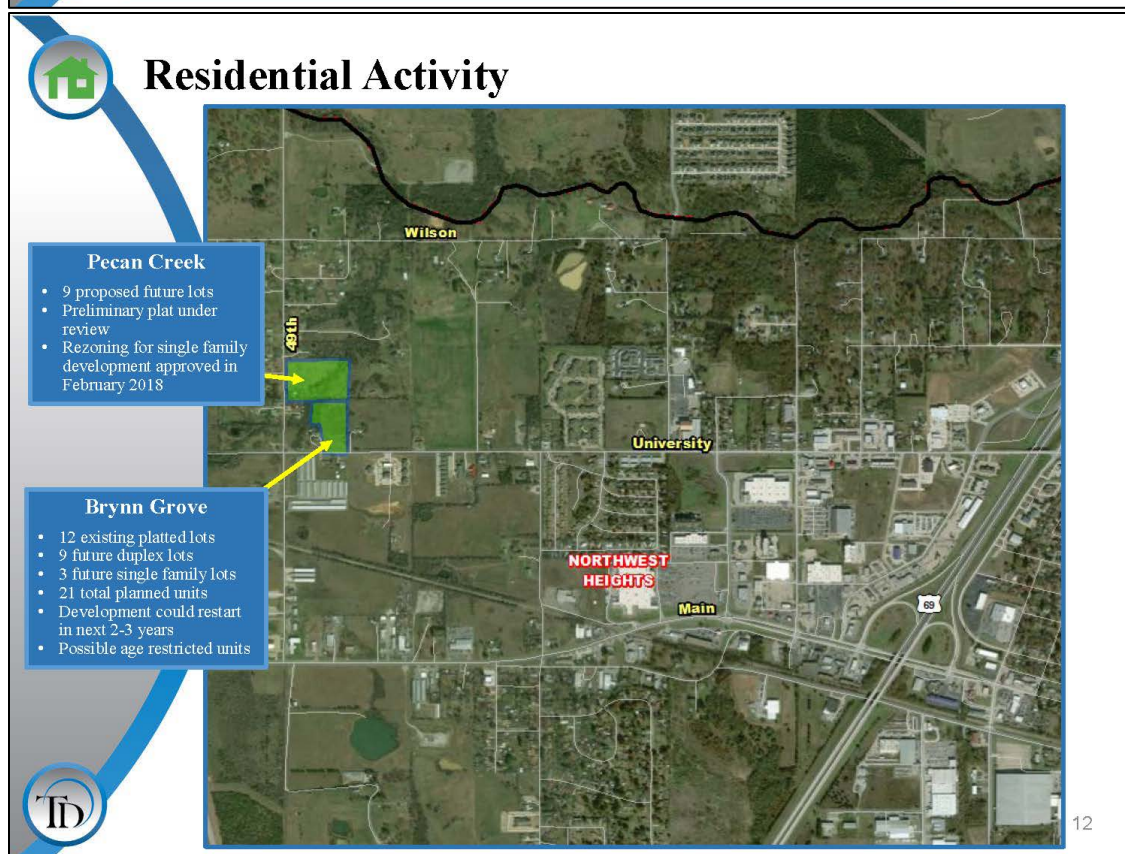 Residential Activity
Wilson
Pecan Creek
• 9 proposed future lots
• Preliminary plat under
review
• Rezoning for single family
development approved in
February 2018
49th
University
Brynn Grove
• 12 existing platted lots
• 9 future duplex lots
• 3 future single family lots
• 21 total planned units
• Development could restart
in next 2-3 years
• Possible age restricted units
NORTHWEST
HEIGHTS
Main
69
TD
12